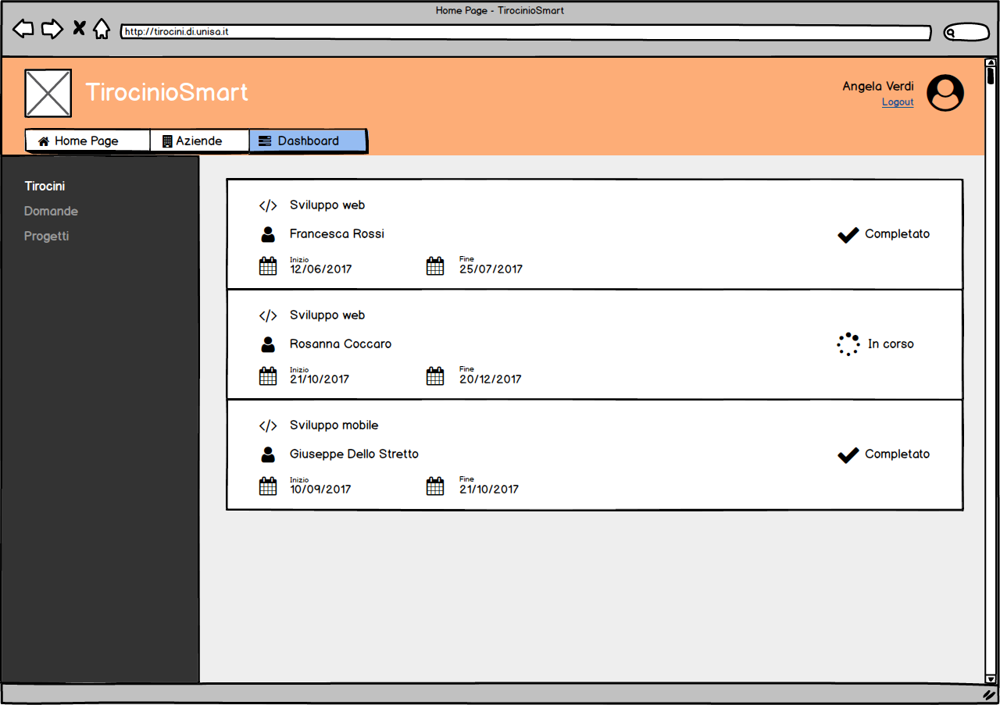 Home Page - TirocinioSmart
http://tirocini.di.unisa.it
TirocinioSmart
Angela Verdi
Logout
Home Page
Aziende
Dashboard
Tirocini
Domande
Progetti
Sviluppo web
Francesca Rossi
Completato
Inizio
12/06/2017
Fine
25/07/2017
Sviluppo web
Rosanna Coccaro
In corso
Inizio
21/10/2017
Fine
20/12/2017
Sviluppo mobile
Giuseppe Dello Stretto
Completato
Inizio
10/09/2017
Fine
21/10/2017